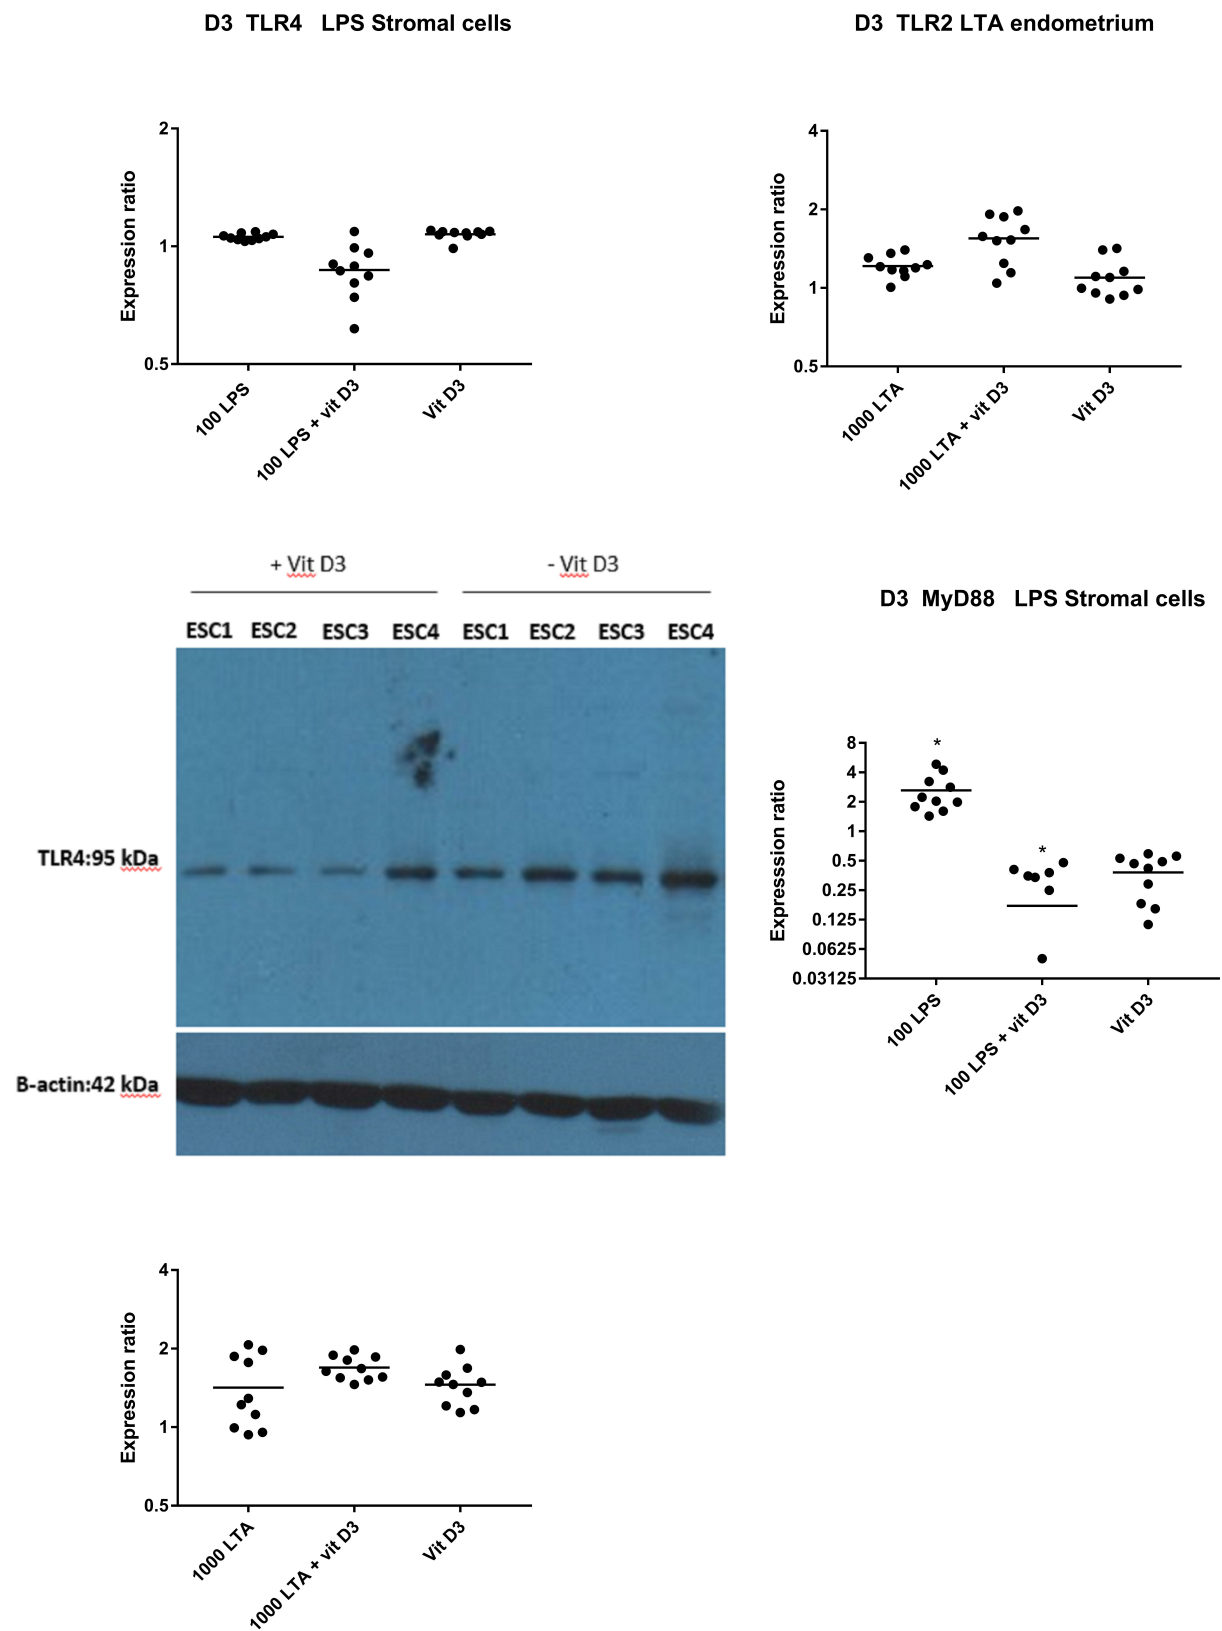 D3 TLR4 LPS Stromal cells
Expression ratio
2
1
0.5
100 LPS
100 LPS + vit D3
Vit D3
D3 TLR2 LTA endometrium
Expression ratio
4
2
1
0.5
1000 LTA
1000 LTA + vit D3
Vit D3
+ Vit D3
- Vit D3
ESC1 ESC2 ESC3 ESC4 ESC1 ESC2 ESC3 ESC4
TLR4:95 kDa
B-actin:42 kDa
D3 MyD88 LPS Stromal cells
Expresssion ratio
8
4
2
1
0.5
0.25
0.125
0.0625
0.03125
*
*
100 LPS
100 LPS + vit D3
Vit D3
Expression ratio
4
2
1
0.5
1000 LTA
1000 LTA + vit D3
Vit D3